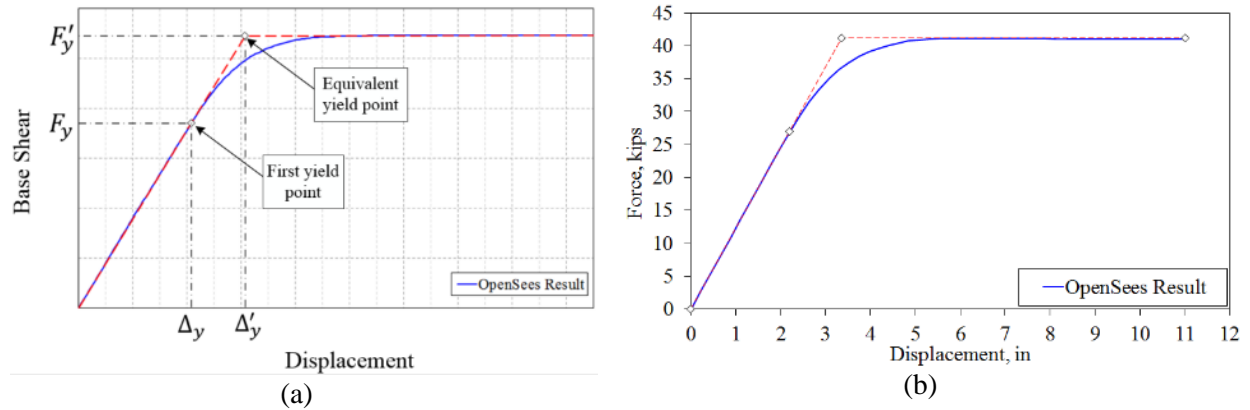 F′y
Fy
Base Shear
Equivalent
yield point
First yield
point
OpenSees Result
Δy
Δ′y
Displacement
(a)
45
40
35
30
25
20
15
10
5
0
Force, kips
OpenSees Result
0 1 2 3 4 5 6 7 8 9 10 11 12
Displacement, in
(b)